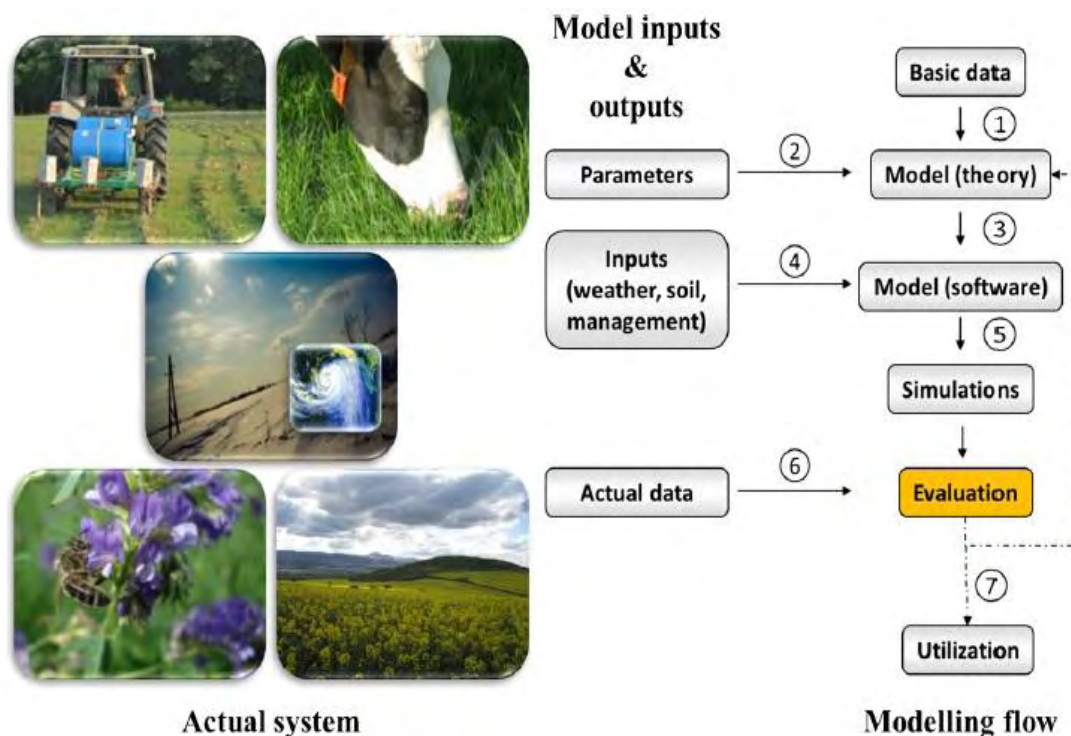 Model inputs
&
outputs
Basic data
①
Parameters
②
Model (theory)
③
Inputs
(weather, soil,
management)
④
Model (software)
⑤
Simulations
Actual data
⑥
Evaluation
⑦
Utilization
Actual system
Modelling flow